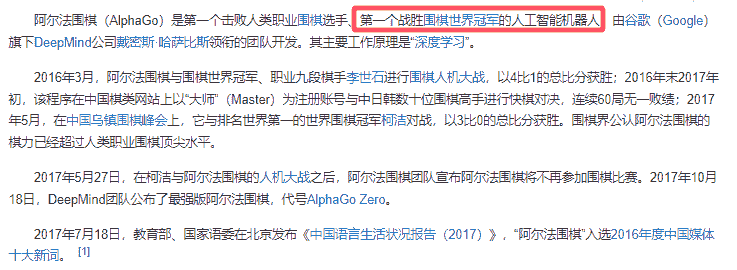 阿尔法围棋（AlphaGo）是第一个击败人类职业围棋选手、第一个战胜围棋世界冠军的人工智能机器人，由谷歌（Google）
旗下DeepMind公司戴密斯·哈萨比斯领衔的团队开发。其主要工作原理是“深度学习”。
2016年3月，阿尔法围棋与围棋世界冠军、职业九段棋手李世石进行围棋人机大战，以4比1的总比分获胜；2016年末2017年
初，该程序在中国棋类网站上以“大师”（Master）为注册账号与中日韩数十位围棋高手进行快棋对决，连续60局无一败绩；2017
年5月，在中国乌镇围棋峰会上，它与排名世界第一的世界围棋冠军柯洁对战，以3比0的总比分获胜。围棋界公认阿尔法围棋的
棋力已经超过人类职业围棋顶尖水平。
2017年5月27日，在柯洁与阿尔法围棋的人机大战之后，阿尔法围棋团队宣布阿尔法围棋将不再参加围棋比赛。2017年10月
18日，DeepMind团队公布了最强版阿尔法围棋，代号AlphaGo Zero。
2017年7月18日，教育部、国家语委在北京发布《中国语言生活状况报告（2017）》，“阿尔法围棋”入选2016年度中国媒体
十大新词。 [1]